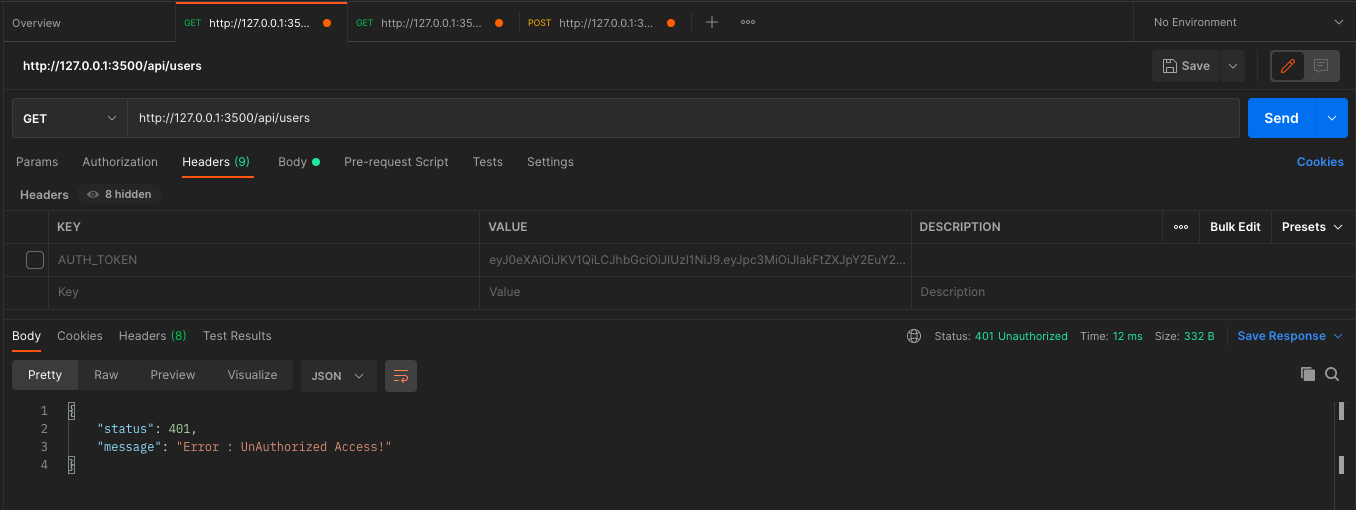 Overview GET http://127.0.0.1:35... GET http://127.0.0.1:35... POST http://127.0.0.1:3... No Environment
http://127.0.0.1:3500/api/users Save
GET http://127.0.0.1:3500/api/users Send
Params Authorization Headers (9) Body Pre-request Script Tests Settings Cookies
Headers 8 hidden
KEY VALUE DESCRIPTION Bulk Edit Presets
AUTH_TOKEN eyJ0eXAiOiJKV1QiLCJhbGciOiJIUzI1NiJ9.eyJpc3MiOiJlakFtZXJpY2EuY2...
Key Value Description
Body Cookies Headers (8) Test Results Status: 401 Unauthorized Time: 12 ms Size: 332 B Save Response
Pretty Raw Preview Visualize JSON
1 {
2 "status": 401,
3 "message": "Error : UnAuthorized Access!"
4 }